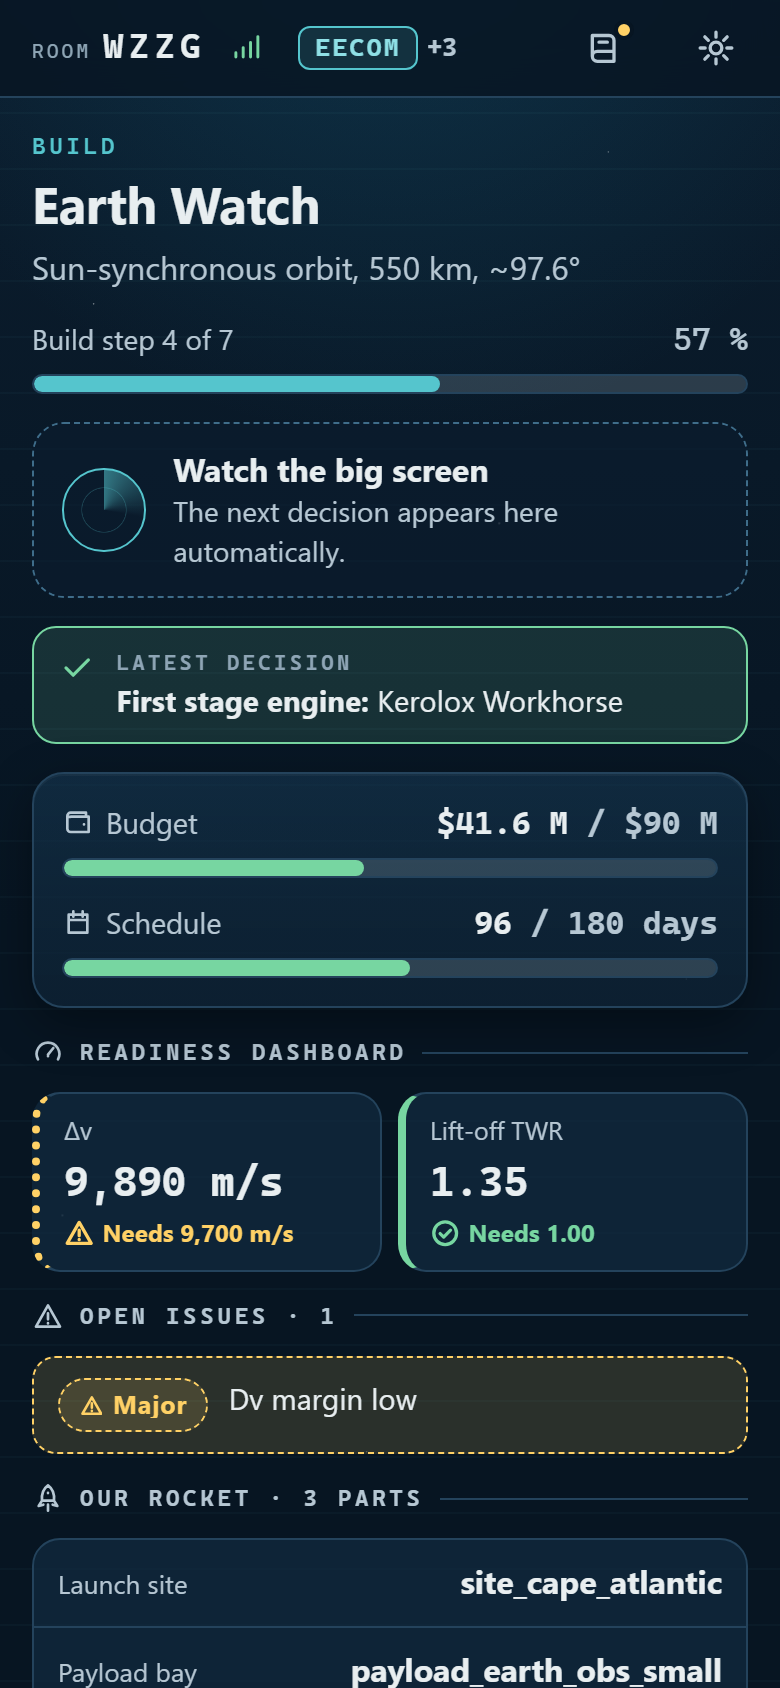 ROOM WZZG EECOM +3
BUILD
Earth Watch
Sun-synchronous orbit, 550 km, ~97.6°
Build step 4 of 7 57 %
Watch the big screen
The next decision appears here
automatically.
LATEST DECISION
First stage engine: Kerolox Workhorse
Budget $41.6 M / $90 M
Schedule 96 / 180 days
READINESS DASHBOARD
Δv
9,890 m/s
Needs 9,700 m/s
Lift-off TWR
1.35
Needs 1.00
OPEN ISSUES · 1
Major Dv margin low
OUR ROCKET · 3 PARTS
Launch site site_cape_atlantic
Payload bay payload_earth_obs_small